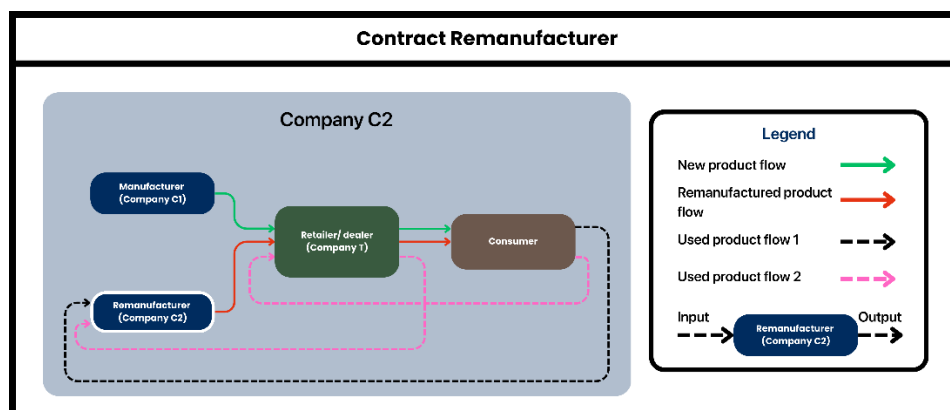 Contract Remanufacturer
Company C2
Manufacturer
(Company C1)
Retailer/ dealer
(Company T)
Consumer
Remanufacturer
(Company C2)
Legend
New product flow
Remanufactured product
flow
Used product flow 1
Used product flow 2
Input
Remanufacturer
(Company C2)
Output